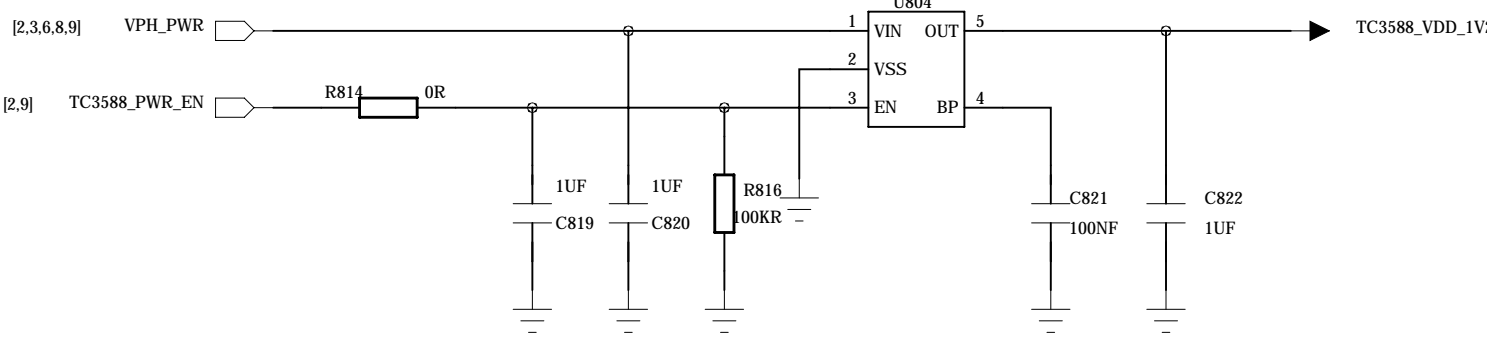 U804
[2,3,6,8,9] VPH_PWR 1 VIN OUT 5 TC3588_VDD_1V2
2 VSS
[2,9] TC3588_PWR_EN R814 0R 3 EN BP 4
1UF 1UF R816 C821 C822
C819 C820 100KR 100NF 1UF